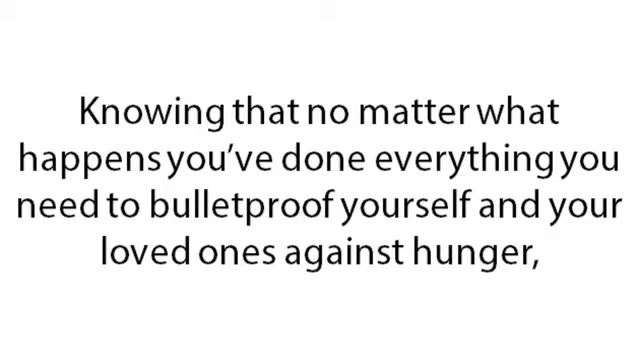 Knowing that no matter what
happens you’ve done everything you
need to bulletproof yourself and your
loved ones against hunger,